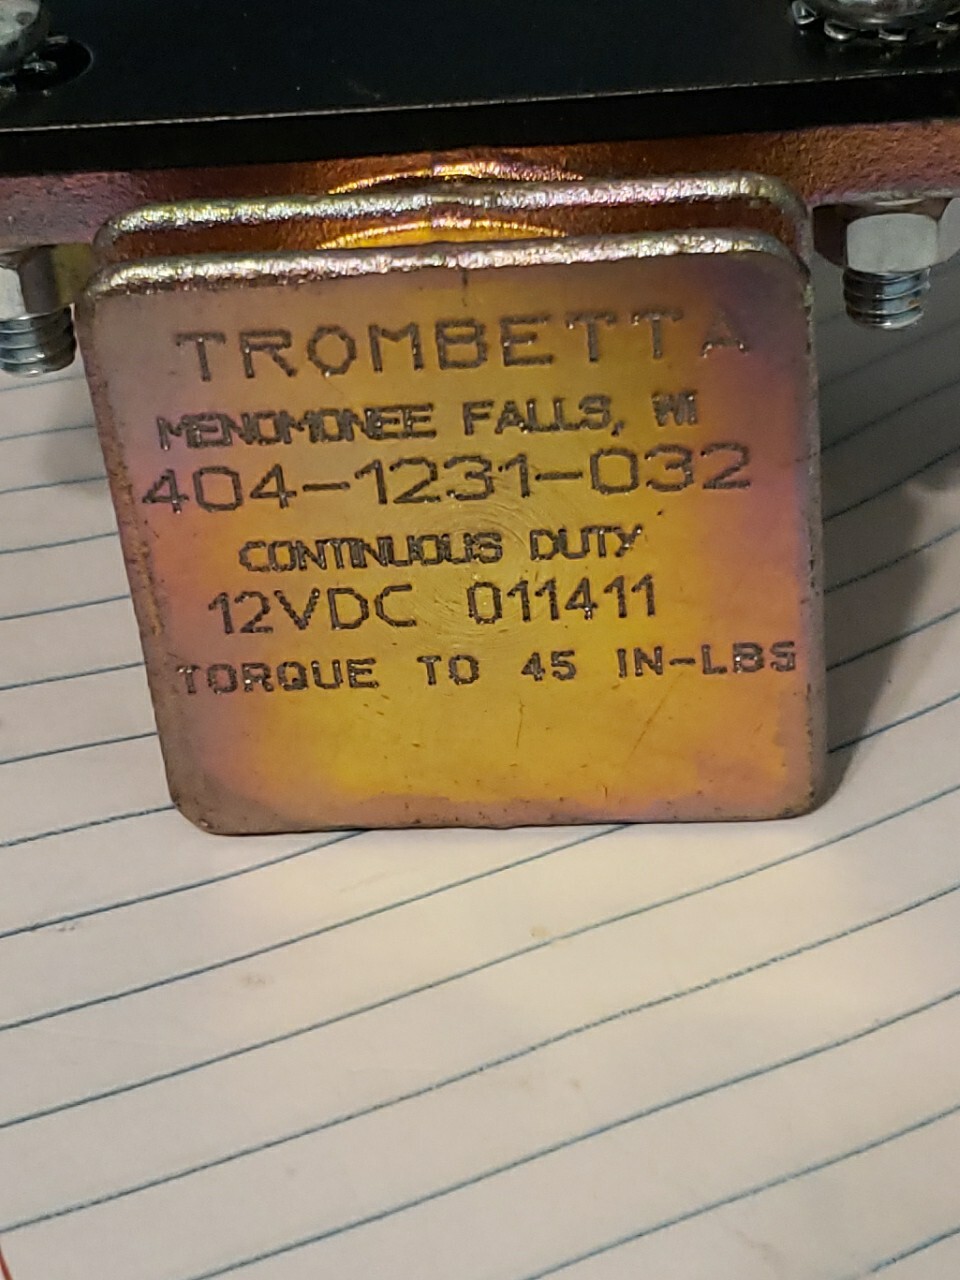 TROMBETTA
MENOMONEE FALLS, WI
404-1231-032
CONTINUOUS DUTY
12VDC 011411
TORQUE TO 45 IN-LBS